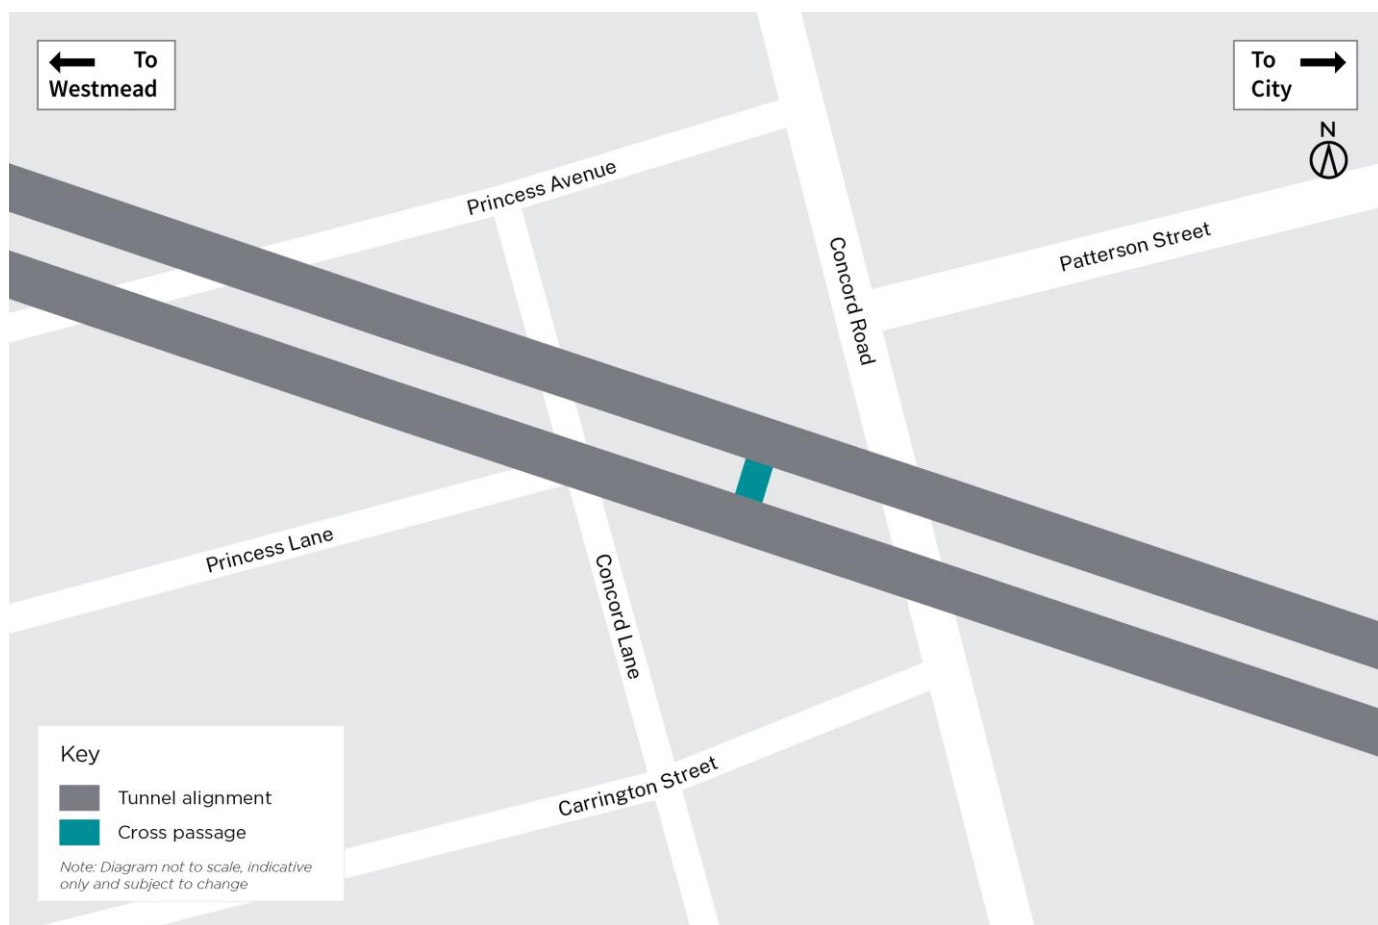 To
Westmead
To
City
N
Princess Avenue
Patterson Street
Concord Road
Princess Lane
Concord Lane
Carrington Street
Key
Tunnel alignment
Cross passage
Note: Diagram not to scale, indicative
only and subject to change